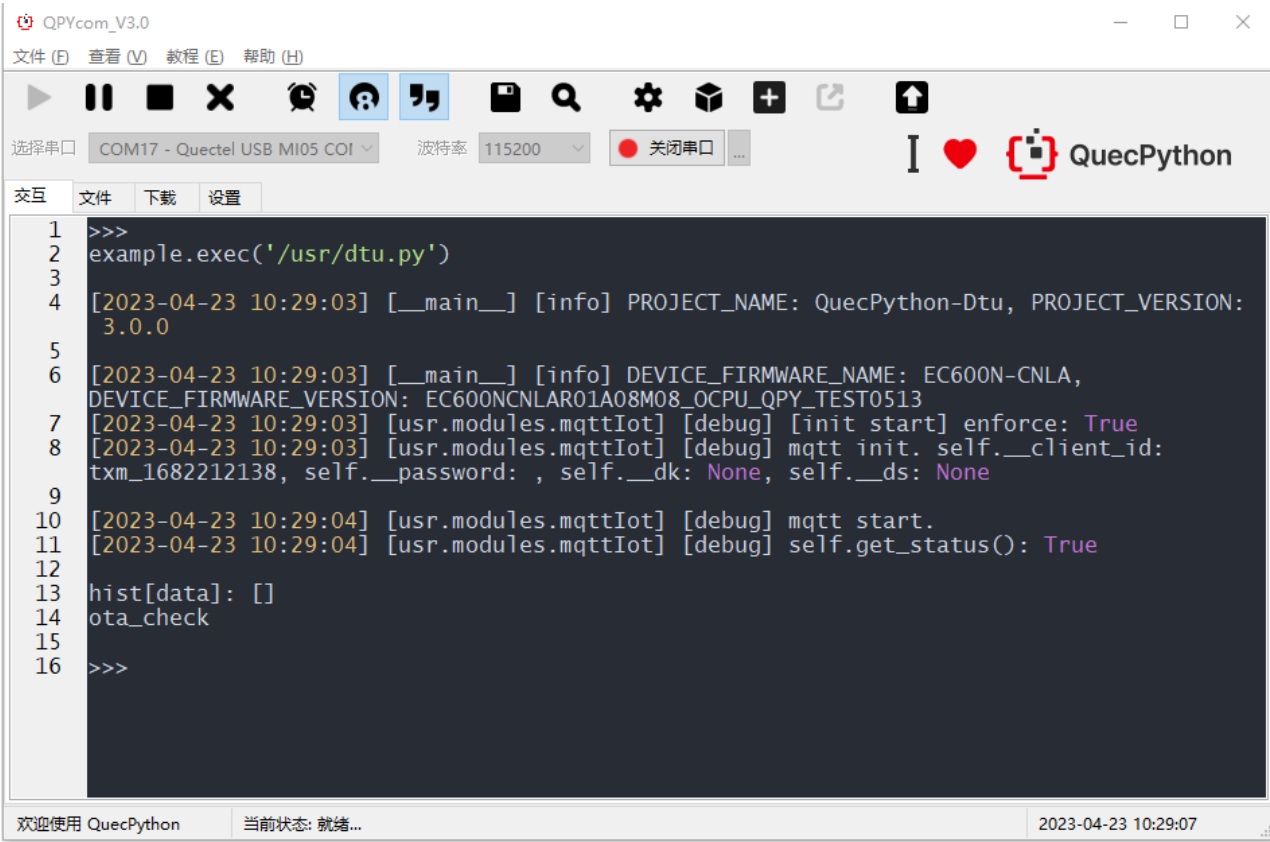 QPYcom_V3.0
文件 (F) 查看 (V) 教程 (E) 帮助 (H)
选择串口 COM17 - Quectel USB MI05 COI 波特率 115200 关闭串口 ... QuecPython
交互 文件 下载 设置
1 >>>
2 example.exec('/usr/dtu.py')
3
4 [2023-04-23 10:29:03] [__main__] [info] PROJECT_NAME: QuecPython-Dtu, PROJECT_VERSION:
3.0.0
5
6 [2023-04-23 10:29:03] [__main__] [info] DEVICE_FIRMWARE_NAME: EC600N-CNLA,
DEVICE_FIRMWARE_VERSION: EC600NCNLAR01A08M08_OCPU_QPY_TEST0513
7 [2023-04-23 10:29:03] [usr.modules.mqttIot] [debug] [init start] enforce: True
8 [2023-04-23 10:29:03] [usr.modules.mqttIot] [debug] mqtt init. self.__client_id:
txm_1682212138, self.__password: , self.__dk: None, self.__ds: None
9
10 [2023-04-23 10:29:04] [usr.modules.mqttIot] [debug] mqtt start.
11 [2023-04-23 10:29:04] [usr.modules.mqttIot] [debug] self.get_status(): True
12
13 hist[data]: []
14 ota_check
15
16 >>>
欢迎使用 QuecPython 当前状态: 就绪... 2023-04-23 10:29:07